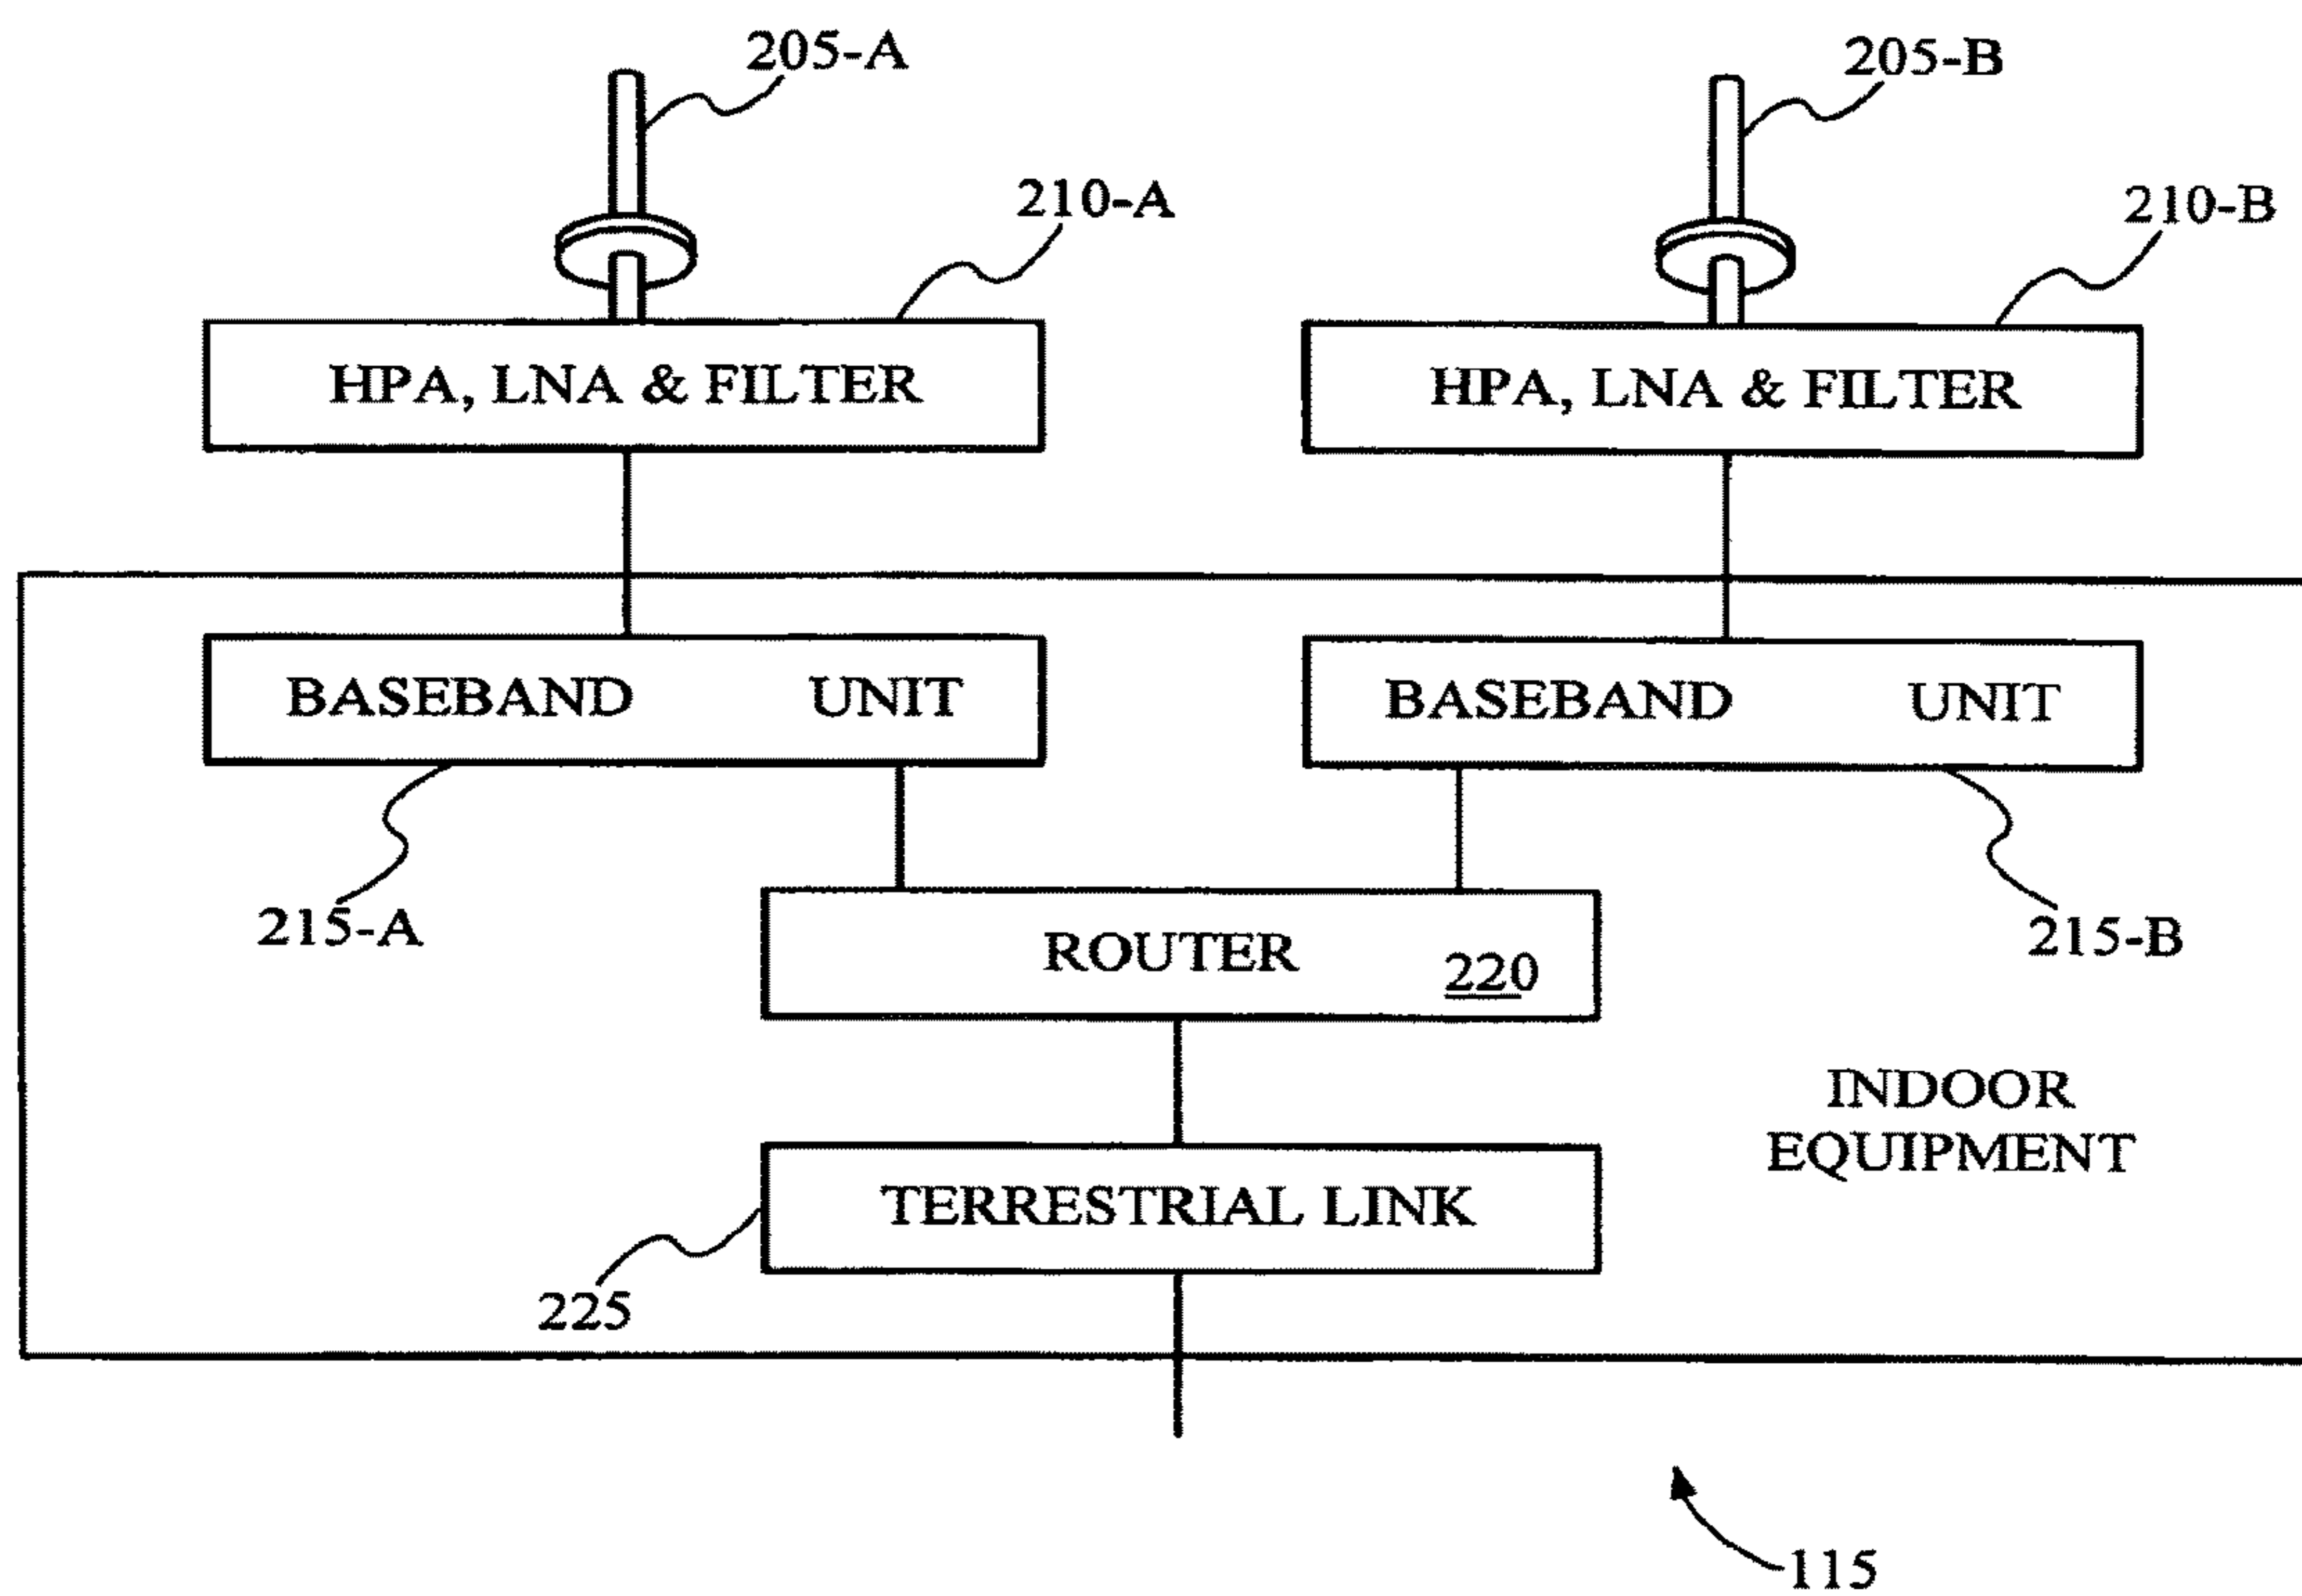 205-A
205-B
210-A
210-B
HPA, LNA & FILTER
HPA, LNA & FILTER
BASEBAND UNIT
BASEBAND UNIT
215-A
215-B
ROUTER 220
INDOOR
EQUIPMENT
TERRESTRIAL LINK
225
115